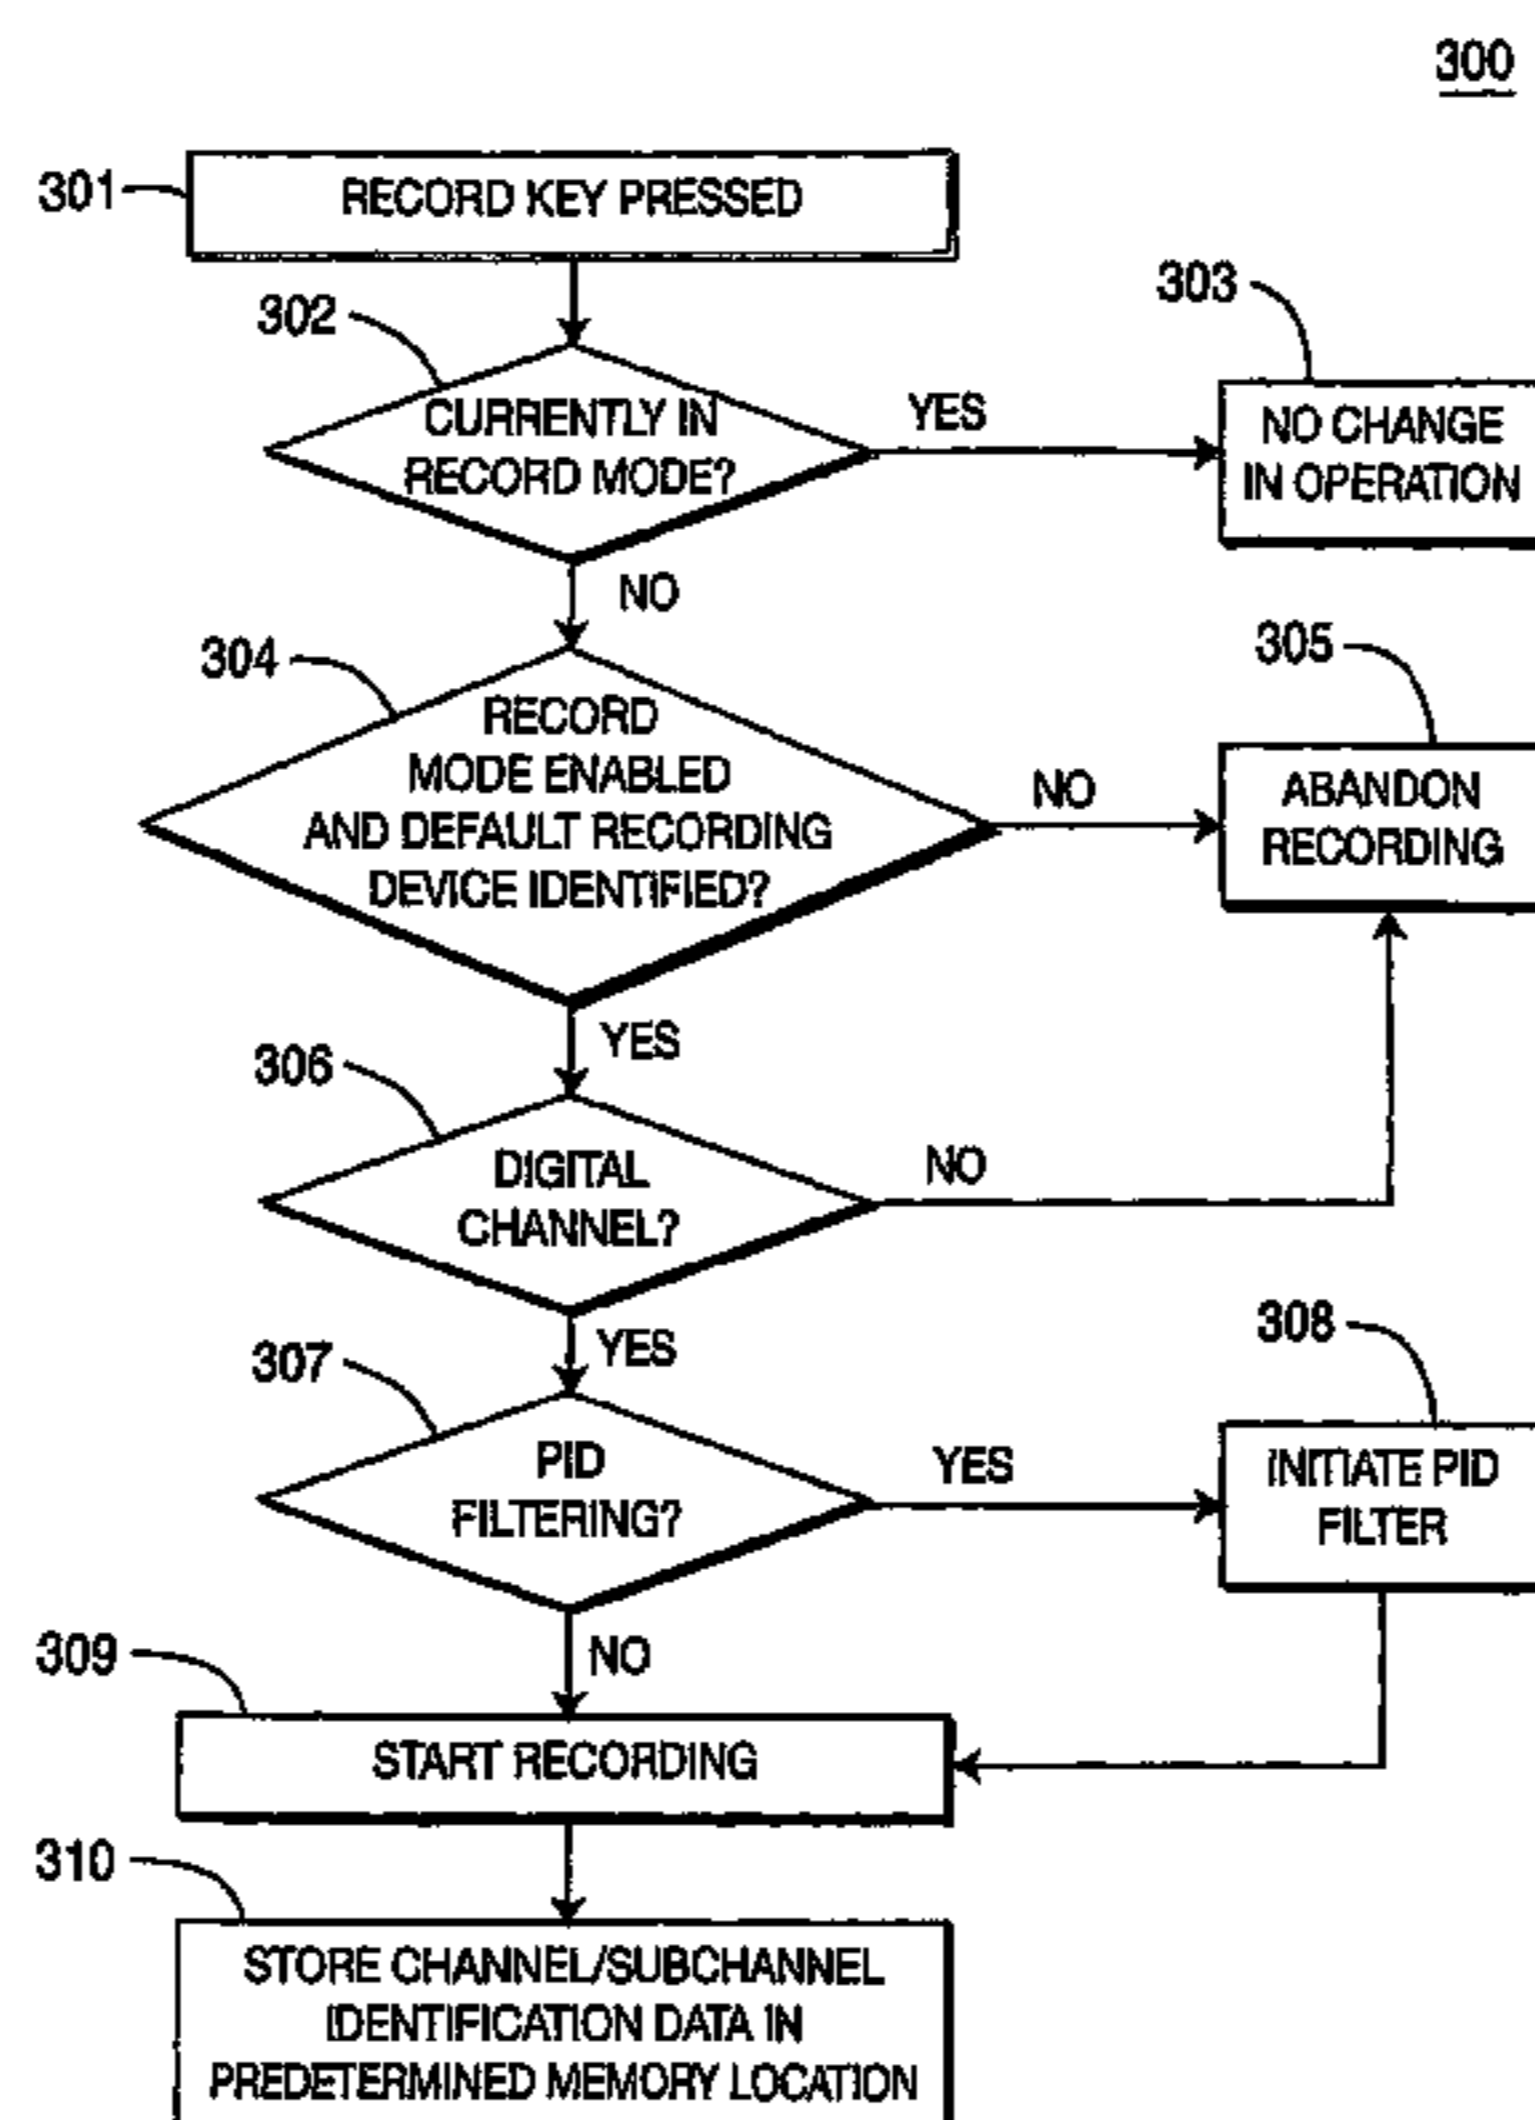 300
301
RECORD KEY PRESSED
302
303
CURRENTLY IN
RECORD MODE?
YES
NO CHANGE
IN OPERATION
NO
304
305
RECORD
MODE ENABLED
AND DEFAULT RECORDING
DEVICE IDENTIFIED?
NO
ABANDON
RECORDING
YES
306
DIGITAL
CHANNEL?
NO
YES
307
308
PID
FILTERING?
YES
INITIATE PID
FILTER
NO
309
START RECORDING
310
STORE CHANNEL/SUBCHANNEL
IDENTIFICATION DATA IN
PREDETERMINED MEMORY LOCATION